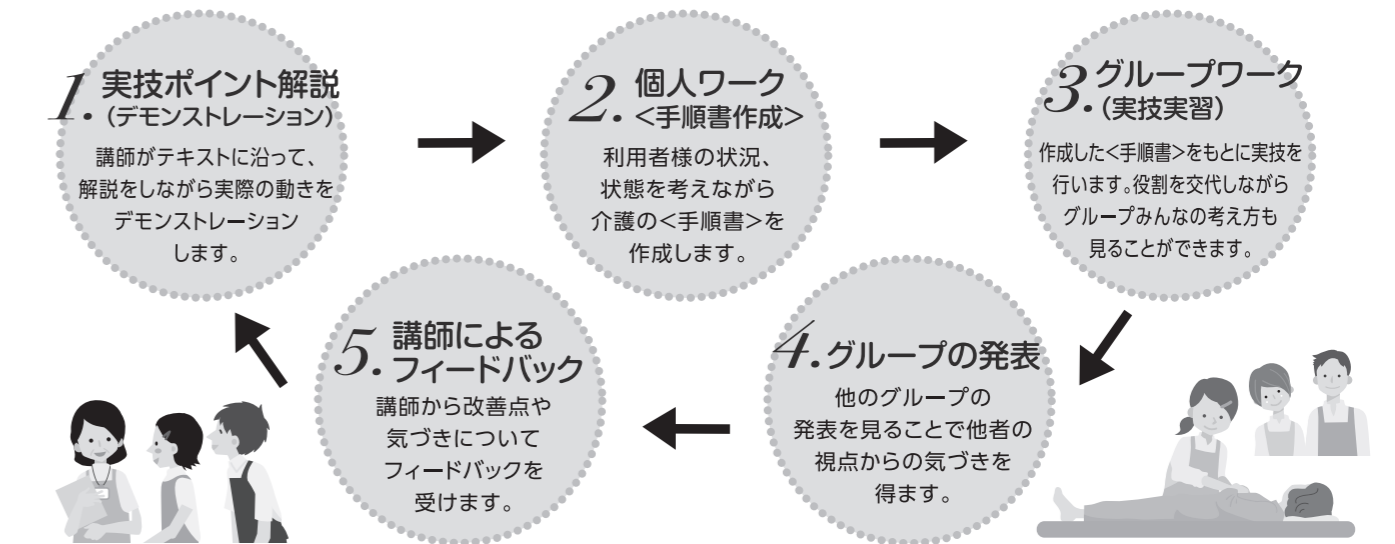 1. 実技ポイント解説
(デモンストレーション)
講師がテキストに沿って、
解説をしながら実際の動きを
デモンストレーション
します。
2. 個人ワーク
<手順書作成>
利用者様の状況、
状態を考えながら
介護の<手順書>を
作成します。
3. グループワーク
(実技実習)
作成した<手順書>をもとに実技を
行います。役割を交代しながら
グループみんなの考え方も
見ることができます。
4. グループの発表
他のグループの
発表を見ることで他者の
視点からの気づきを
得ます。
5. 講師による
フィードバック
講師から改善点や
気づきについて
フィードバックを
受けます。